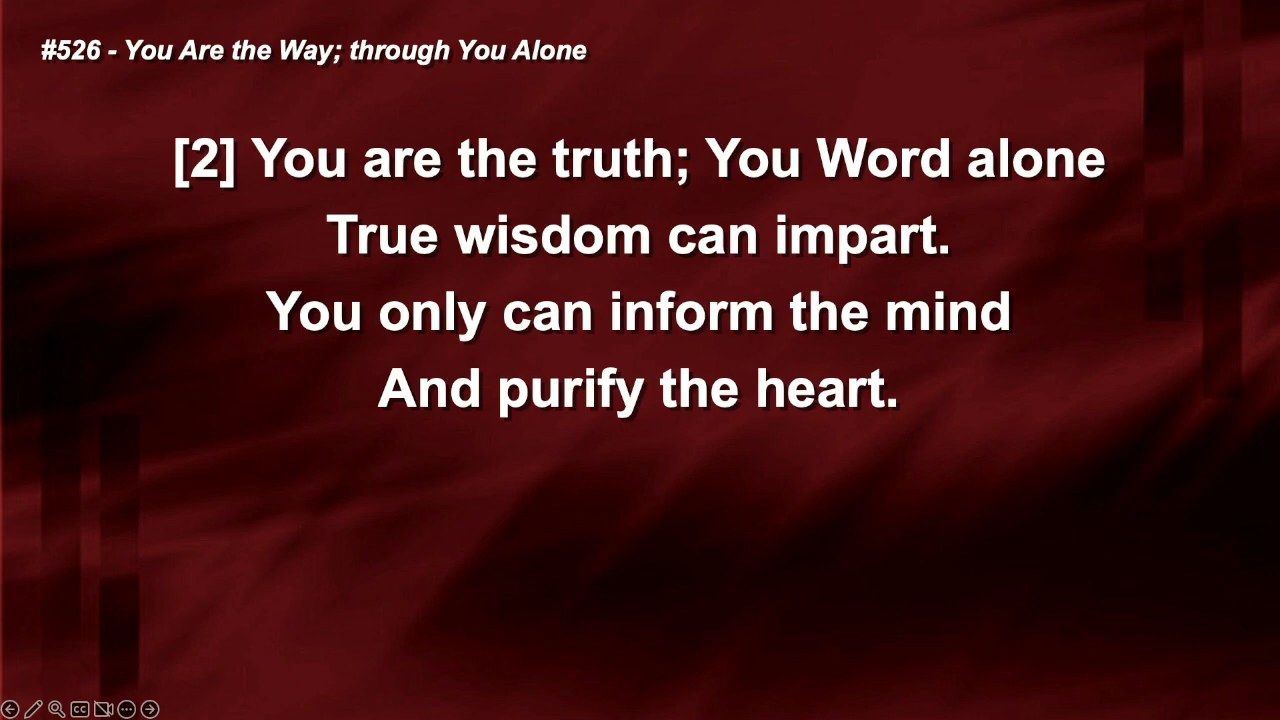 #526 - You Are the Way; through You Alone
[2] You are the truth; You Word alone
True wisdom can impart.
You only can inform the mind
And purify the heart.
CC